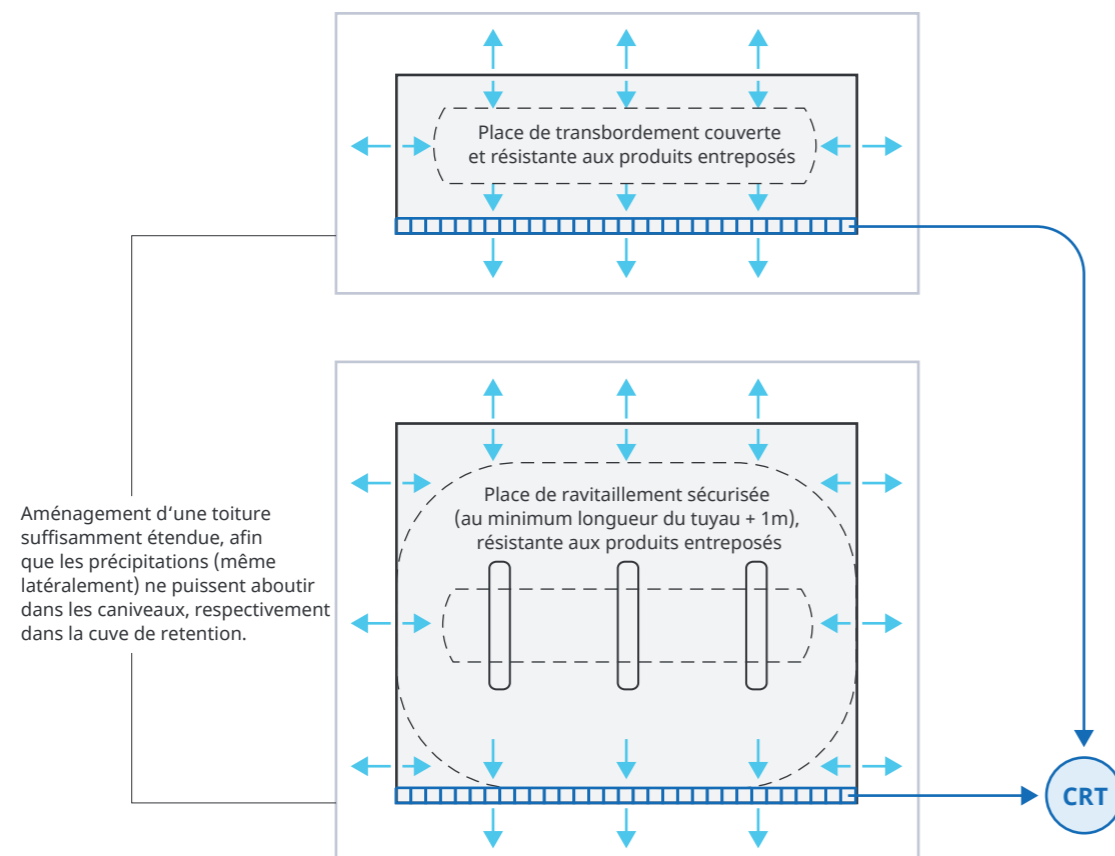 Place de transbordement couverte
et résistante aux produits entreposés
Place de ravitaillement sécurisée
(au minimum longueur du tuyau + 1m),
résistante aux produits entreposés
Aménagement d‘une toiture
suffisamment étendue, afin
que les précipitations (même
latéralement) ne puissent aboutir
dans les caniveaux, respectivement
dans la cuve de retention.
CRT